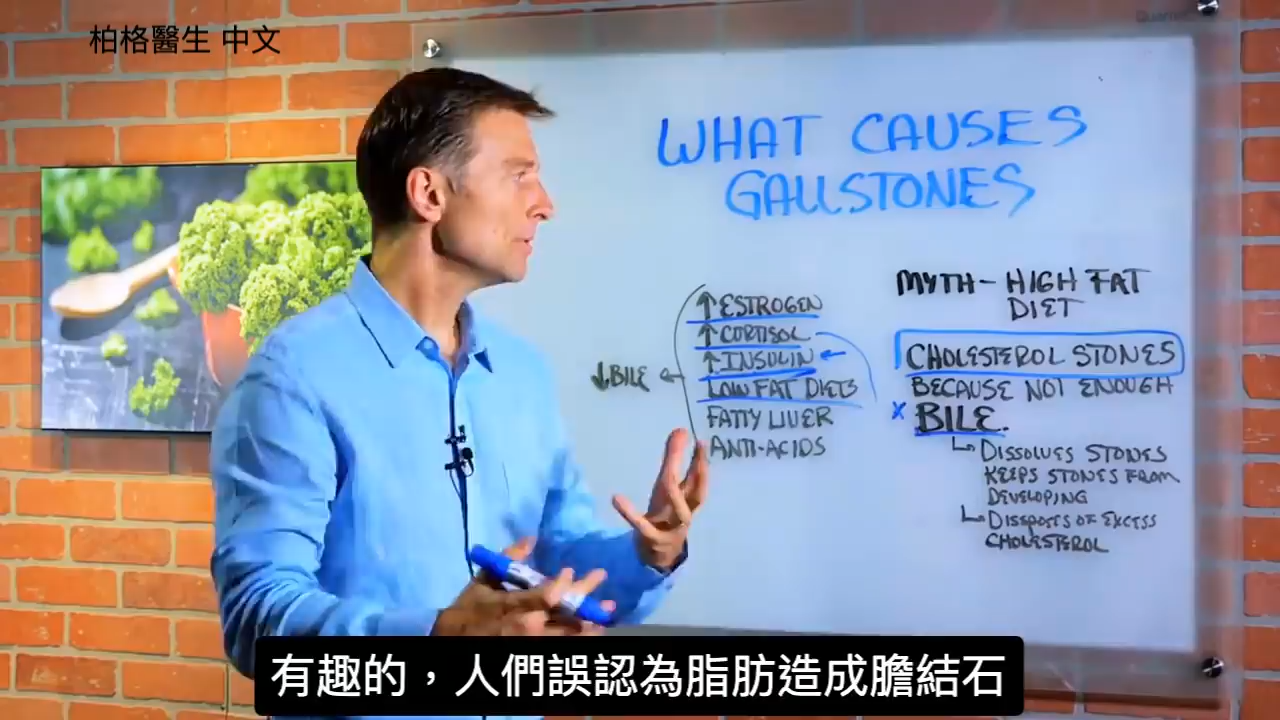 柏格醫生 中文
WHAT CAUSES
GALLSTONES
MYTH - HIGH FAT
DIET
↑ ESTROGEN
↑ CORTISOL
↑ INSULIN ←
LOW FAT DIETS
FATTY LIVER
ANTI-ACIDS
↓ BILE ←
CHOLESTEROL STONES
BECAUSE NOT ENOUGH
x BILE.
DISSOLVES STONES
KEEPS STONES FROM
DEVELOPING
DISSPOSES OF EXCESS
CHOLESTEROL
有趣的，人們誤認為脂肪造成膽結石